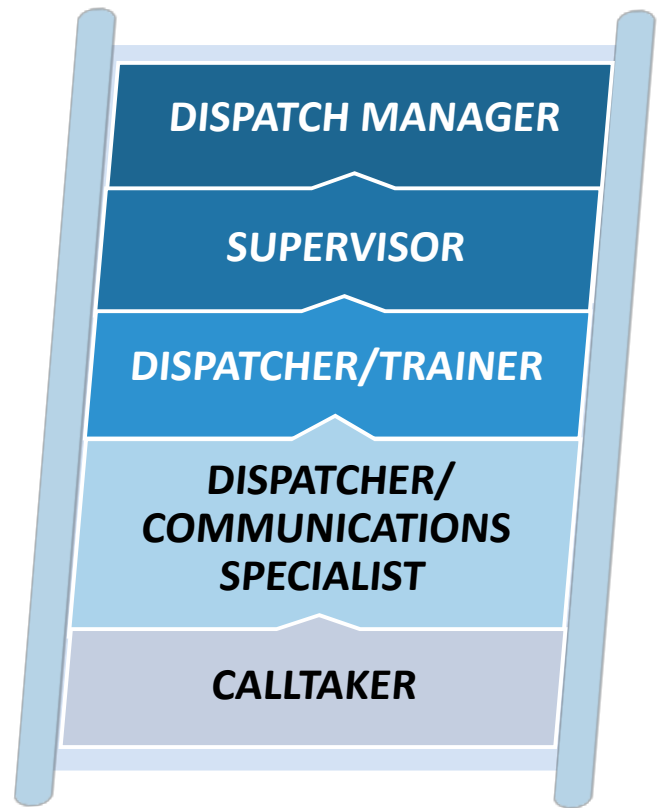 DISPATCH MANAGER
SUPERVISOR
DISPATCHER/TRAINER
DISPATCHER/
COMMUNICATIONS
SPECIALIST
CALLTAKER